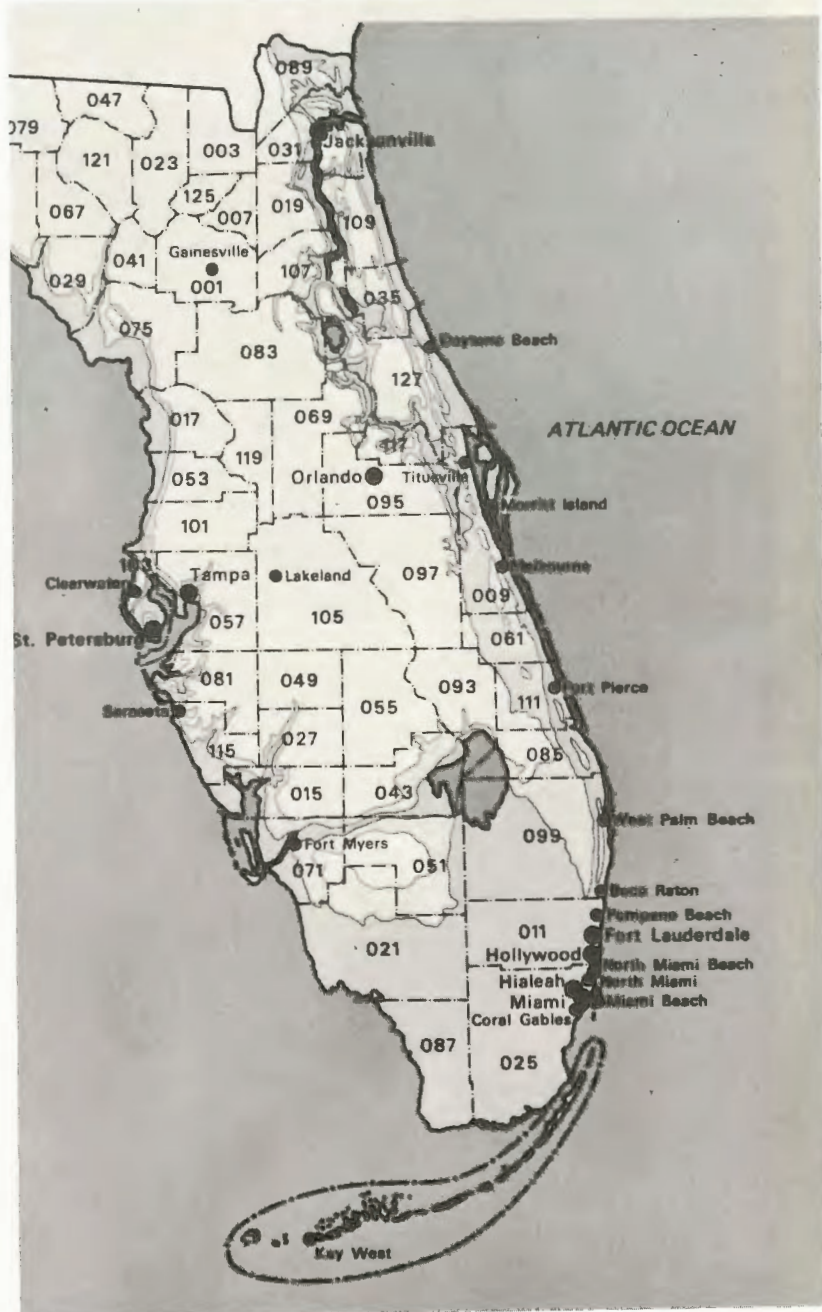 089
047
079
Jacksonville
003
031
121
023
125
019
067
007
109
Gainesville
041
107
029
001
035
075
083
Daytona Beach
127
017
069
ATLANTIC OCEAN
117
119
053
Orlando
Titusville
095
Merritt Island
101
103
Melbourne
Clearwater
Tampa
Lakeland
097
009
057
105
St. Petersburg
061
081
049
093
Fort Pierce
055
111
Sarasota
027
115
085
015
043
West Palm Beach
099
Fort Myers
071
051
Boca Raton
Pompano Beach
011
Fort Lauderdale
021
Hollywood
North Miami Beach
Hialeah
North Miami
Miami
Miami Beach
Coral Gables
087
025
Key West